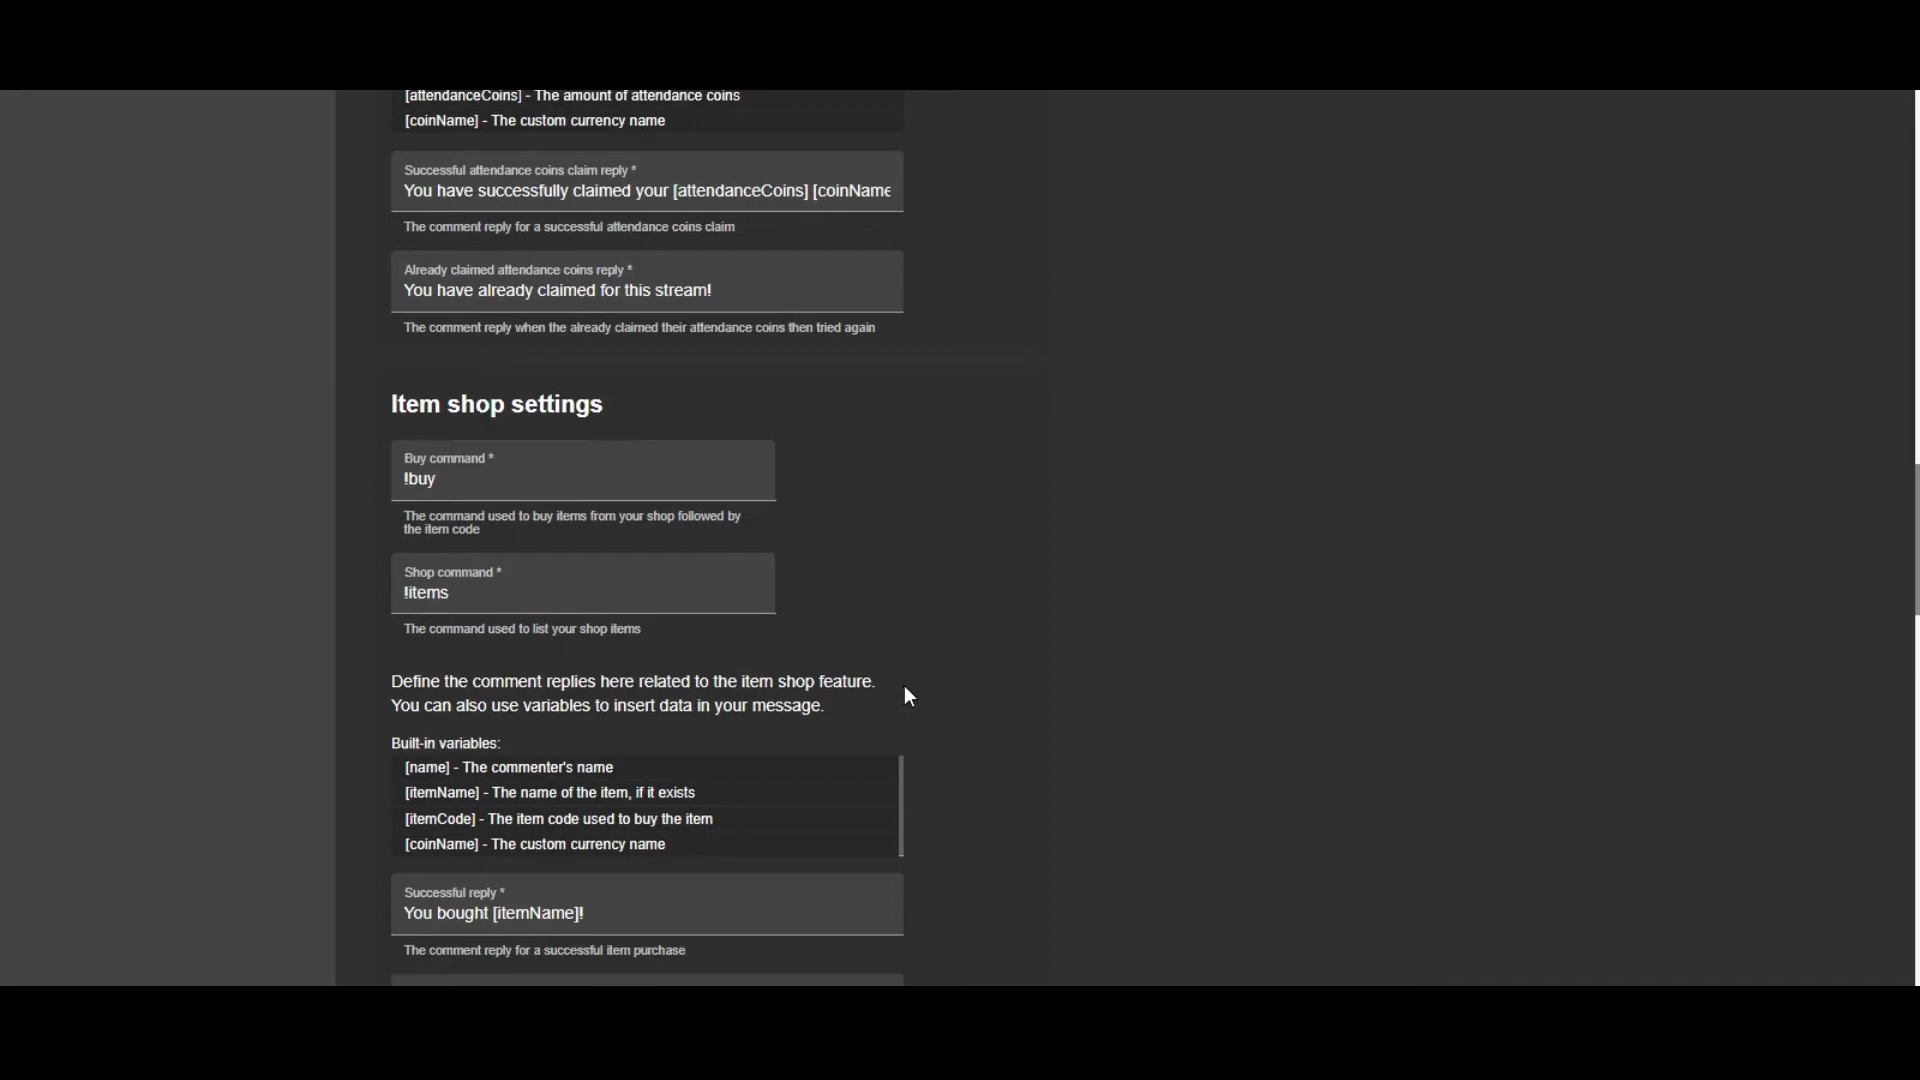 [attendanceCoins] - The amount of attendance coins
[coinName] - The custom currency name
Successful attendance coins claim reply *
You have successfully claimed your [attendanceCoins] [coinName
The comment reply for a successful attendance coins claim
Already claimed attendance coins reply *
You have already claimed for this stream!
The comment reply when the already claimed their attendance coins then tried again
Item shop settings
Buy command *
!buy
The command used to buy items from your shop followed by
the item code
Shop command *
!items
The command used to list your shop items
Define the comment replies here related to the item shop feature.
You can also use variables to insert data in your message.
Built-in variables:
[name] - The commenter's name
[itemName] - The name of the item, if it exists
[itemCode] - The item code used to buy the item
[coinName] - The custom currency name
Successful reply *
You bought [itemName]!
The comment reply for a successful item purchase